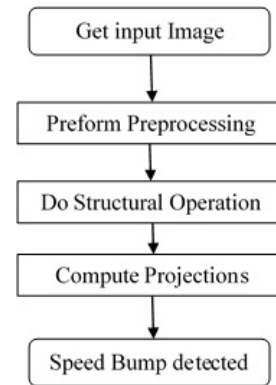 Get input Image
Preform Preprocessing
Do Structural Operation
Compute Projections
Speed Bump detected